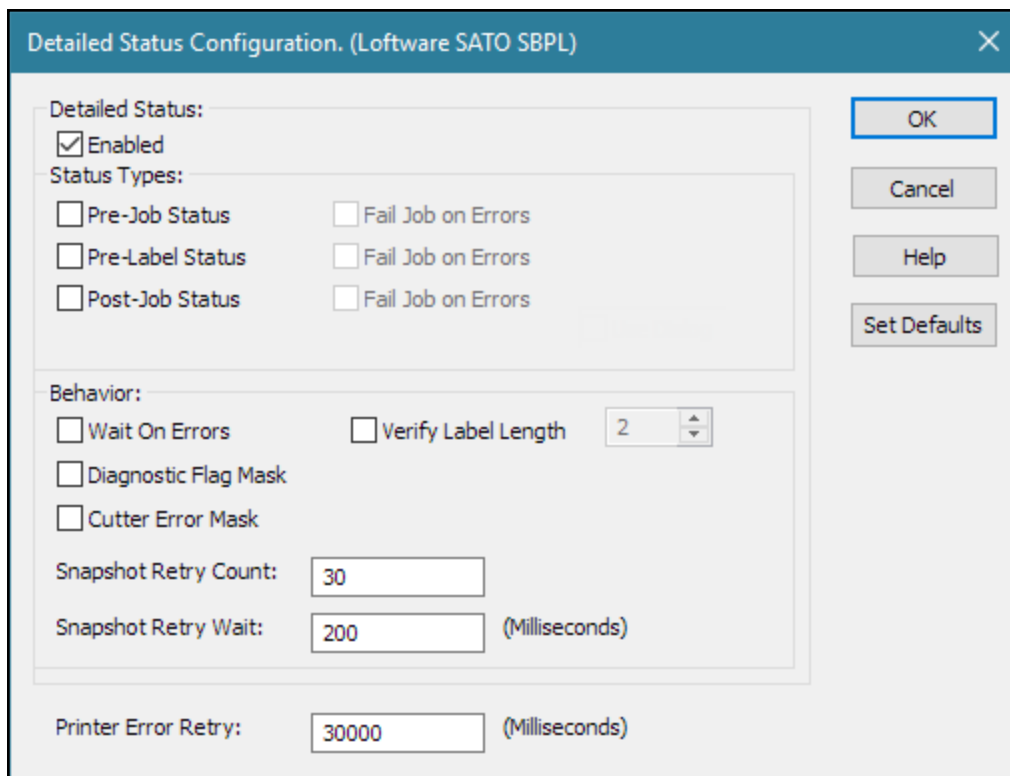 Detailed Status Configuration. (Loftware SATO SBPL)
Detailed Status:
Enabled
OK
Status Types:
Cancel
Pre-Job Status Fail Job on Errors
Pre-Label Status Fail Job on Errors
Help
Post-Job Status Fail Job on Errors
Set Defaults
Behavior:
Wait On Errors Verify Label Length 2
Diagnostic Flag Mask
Cutter Error Mask
Snapshot Retry Count: 30
Snapshot Retry Wait: 200 (Milliseconds)
Printer Error Retry: 30000 (Milliseconds)